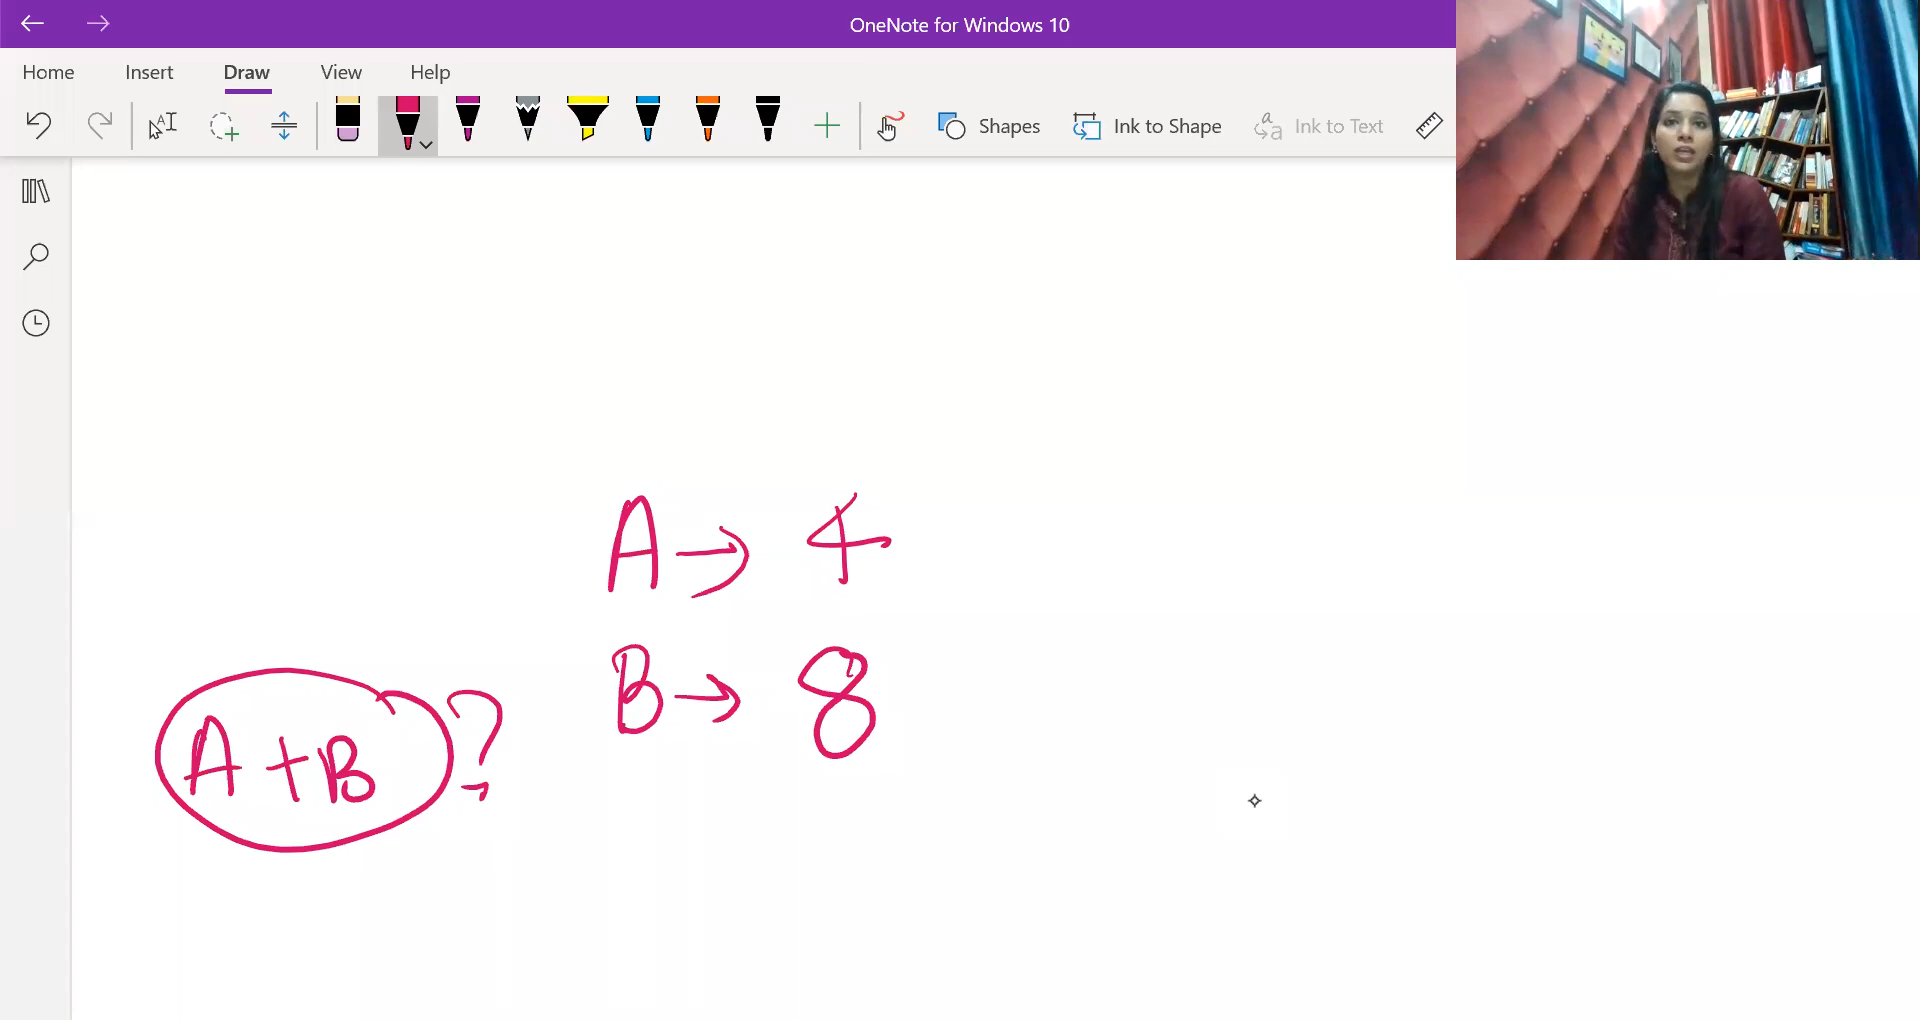 OneNote for Windows 10
Home Insert Draw View Help
Shapes Ink to Shape Ink to Text
A → 4
B → 8
A + B ?